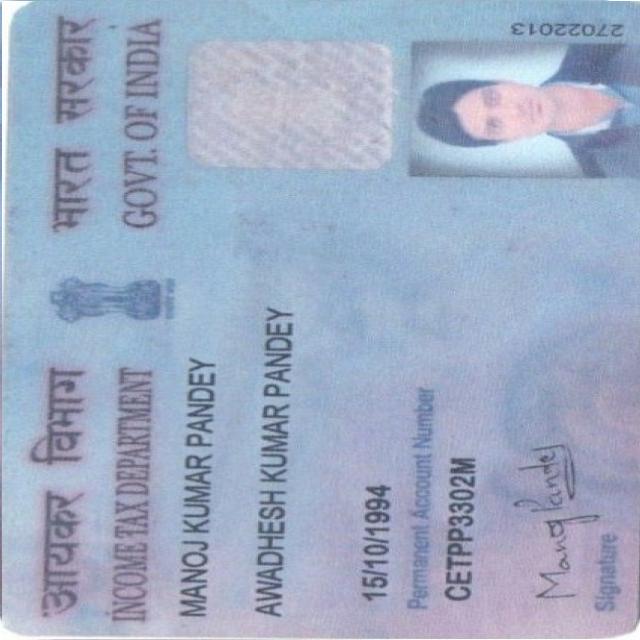 आयकर विभाग
INCOME TAX DEPARTMENT
भारत सरकार
GOVT. OF INDIA
MANOJ KUMAR PANDEY
AWADHESH KUMAR PANDEY
15/10/1994
Permanent Account Number
CETPP3302M
Manoj Pandey
Signature
27022013